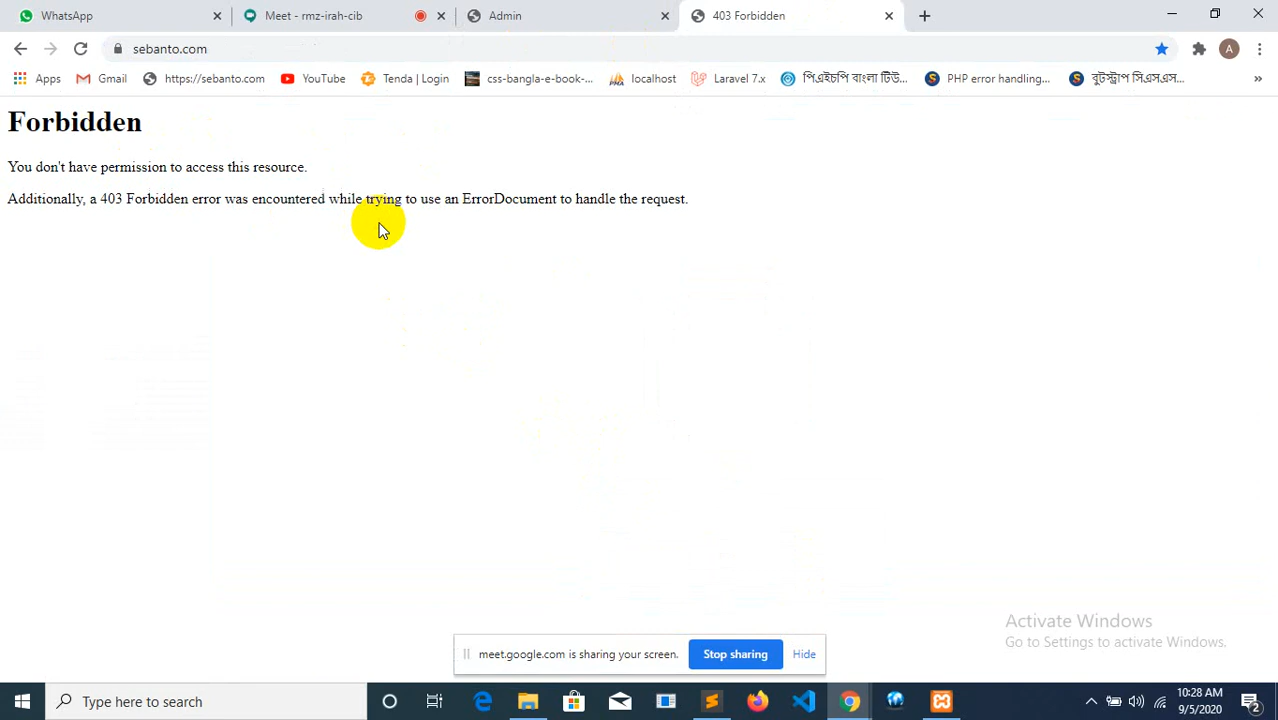 WhatsApp
Meet - rmz-irah-cib
Admin
403 Forbidden
sebanto.com
A
Apps
Gmail
https://sebanto.com
YouTube
Tenda | Login
css-bangla-e-book-...
localhost
Laravel 7.x
পিএইচপি বাংলা টিউ...
PHP error handling...
বুটস্ট্রাপ সিএসএস...
»
Forbidden
You don't have permission to access this resource.
Additionally, a 403 Forbidden error was encountered while trying to use an ErrorDocument to handle the request.
Activate Windows
Go to Settings to activate Windows.
meet.google.com is sharing your screen.
Stop sharing
Hide
Type here to search
10:28 AM
9/5/2020
2